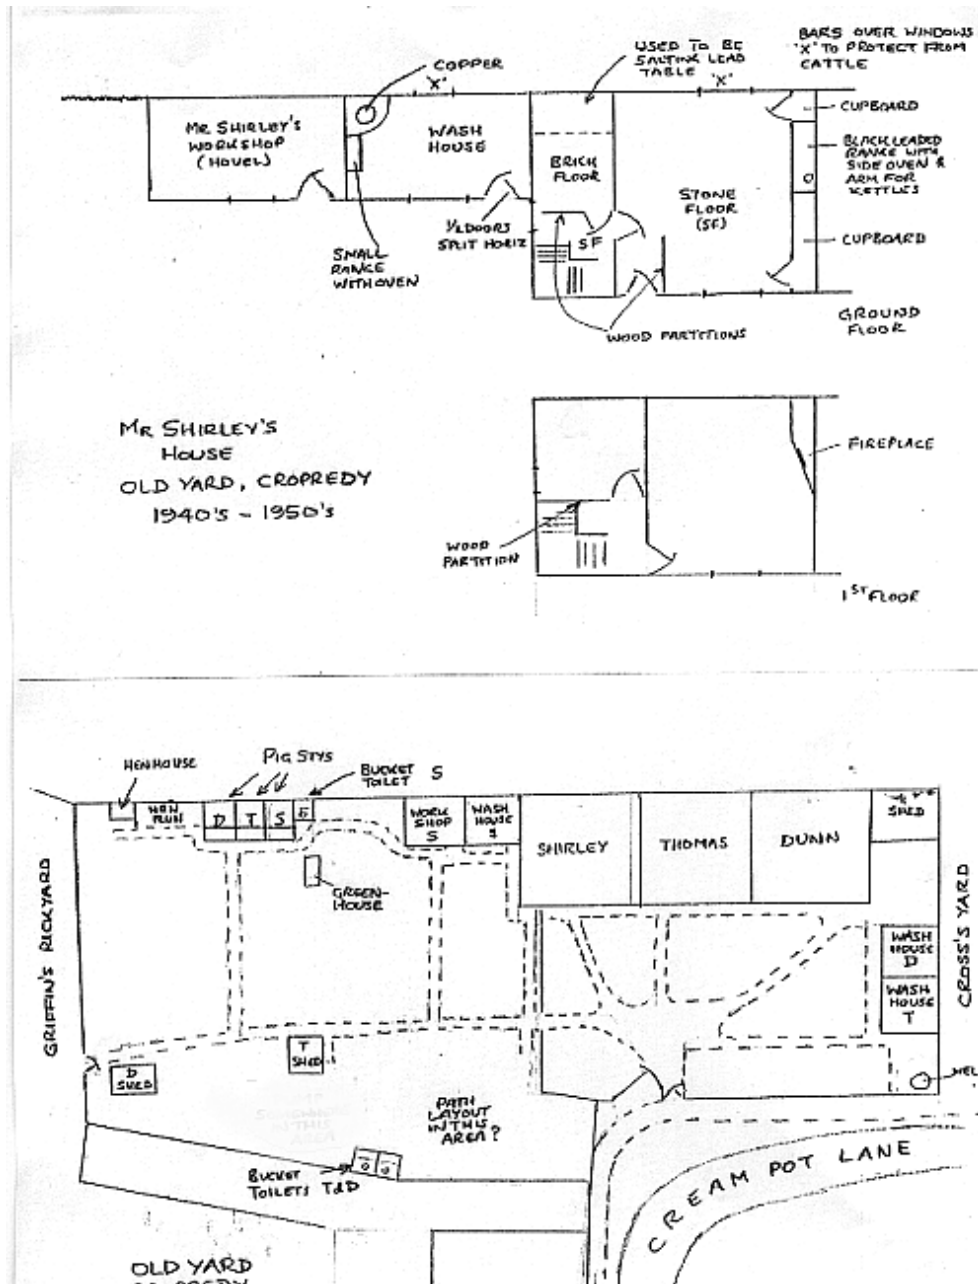 BARS OVER WINDOWS
'X' TO PROTECT FROM
CATTLE
USED TO BE
SALTING LEAD
TABLE 'X'
COPPER
'X'
CUPBOARD
MR SHIRLEY'S
WORKSHOP
(HOVEL)
WASH
HOUSE
BRICK
FLOOR
STONE
FLOOR
(SF)
BLACKLEADED
RANGE WITH
SIDE OVEN &
ARM FOR
KETTLES
1/2 DOORS
SPLIT HORIZ
SF
CUPBOARD
SMALL
RANGE
WITH OVEN
WOOD PARTITIONS
GROUND
FLOOR
MR SHIRLEY'S
HOUSE
OLD YARD, CROPREDY
1940'S - 1950'S
FIREPLACE
WOOD
PARTITION
1ST FLOOR
HENHOUSE
PIG STYS
BUCKET S
TOILET
HEN
RUN
D T S
WORK
SHOP
S
WASH
HOUSE
S
SHIRLEY
THOMAS
DUNN
SHED
GREEN-
HOUSE
GRIFFIN'S RICKYARD
CROSS'S YARD
WASH
HOUSE
D
WASH
HOUSE
T
T
SHED
D
SHED
PATH
LAYOUT
IN THIS
AREA?
BUCKET
TOILETS T&D
CREAM POT LANE
OLD YARD
CROPREDY